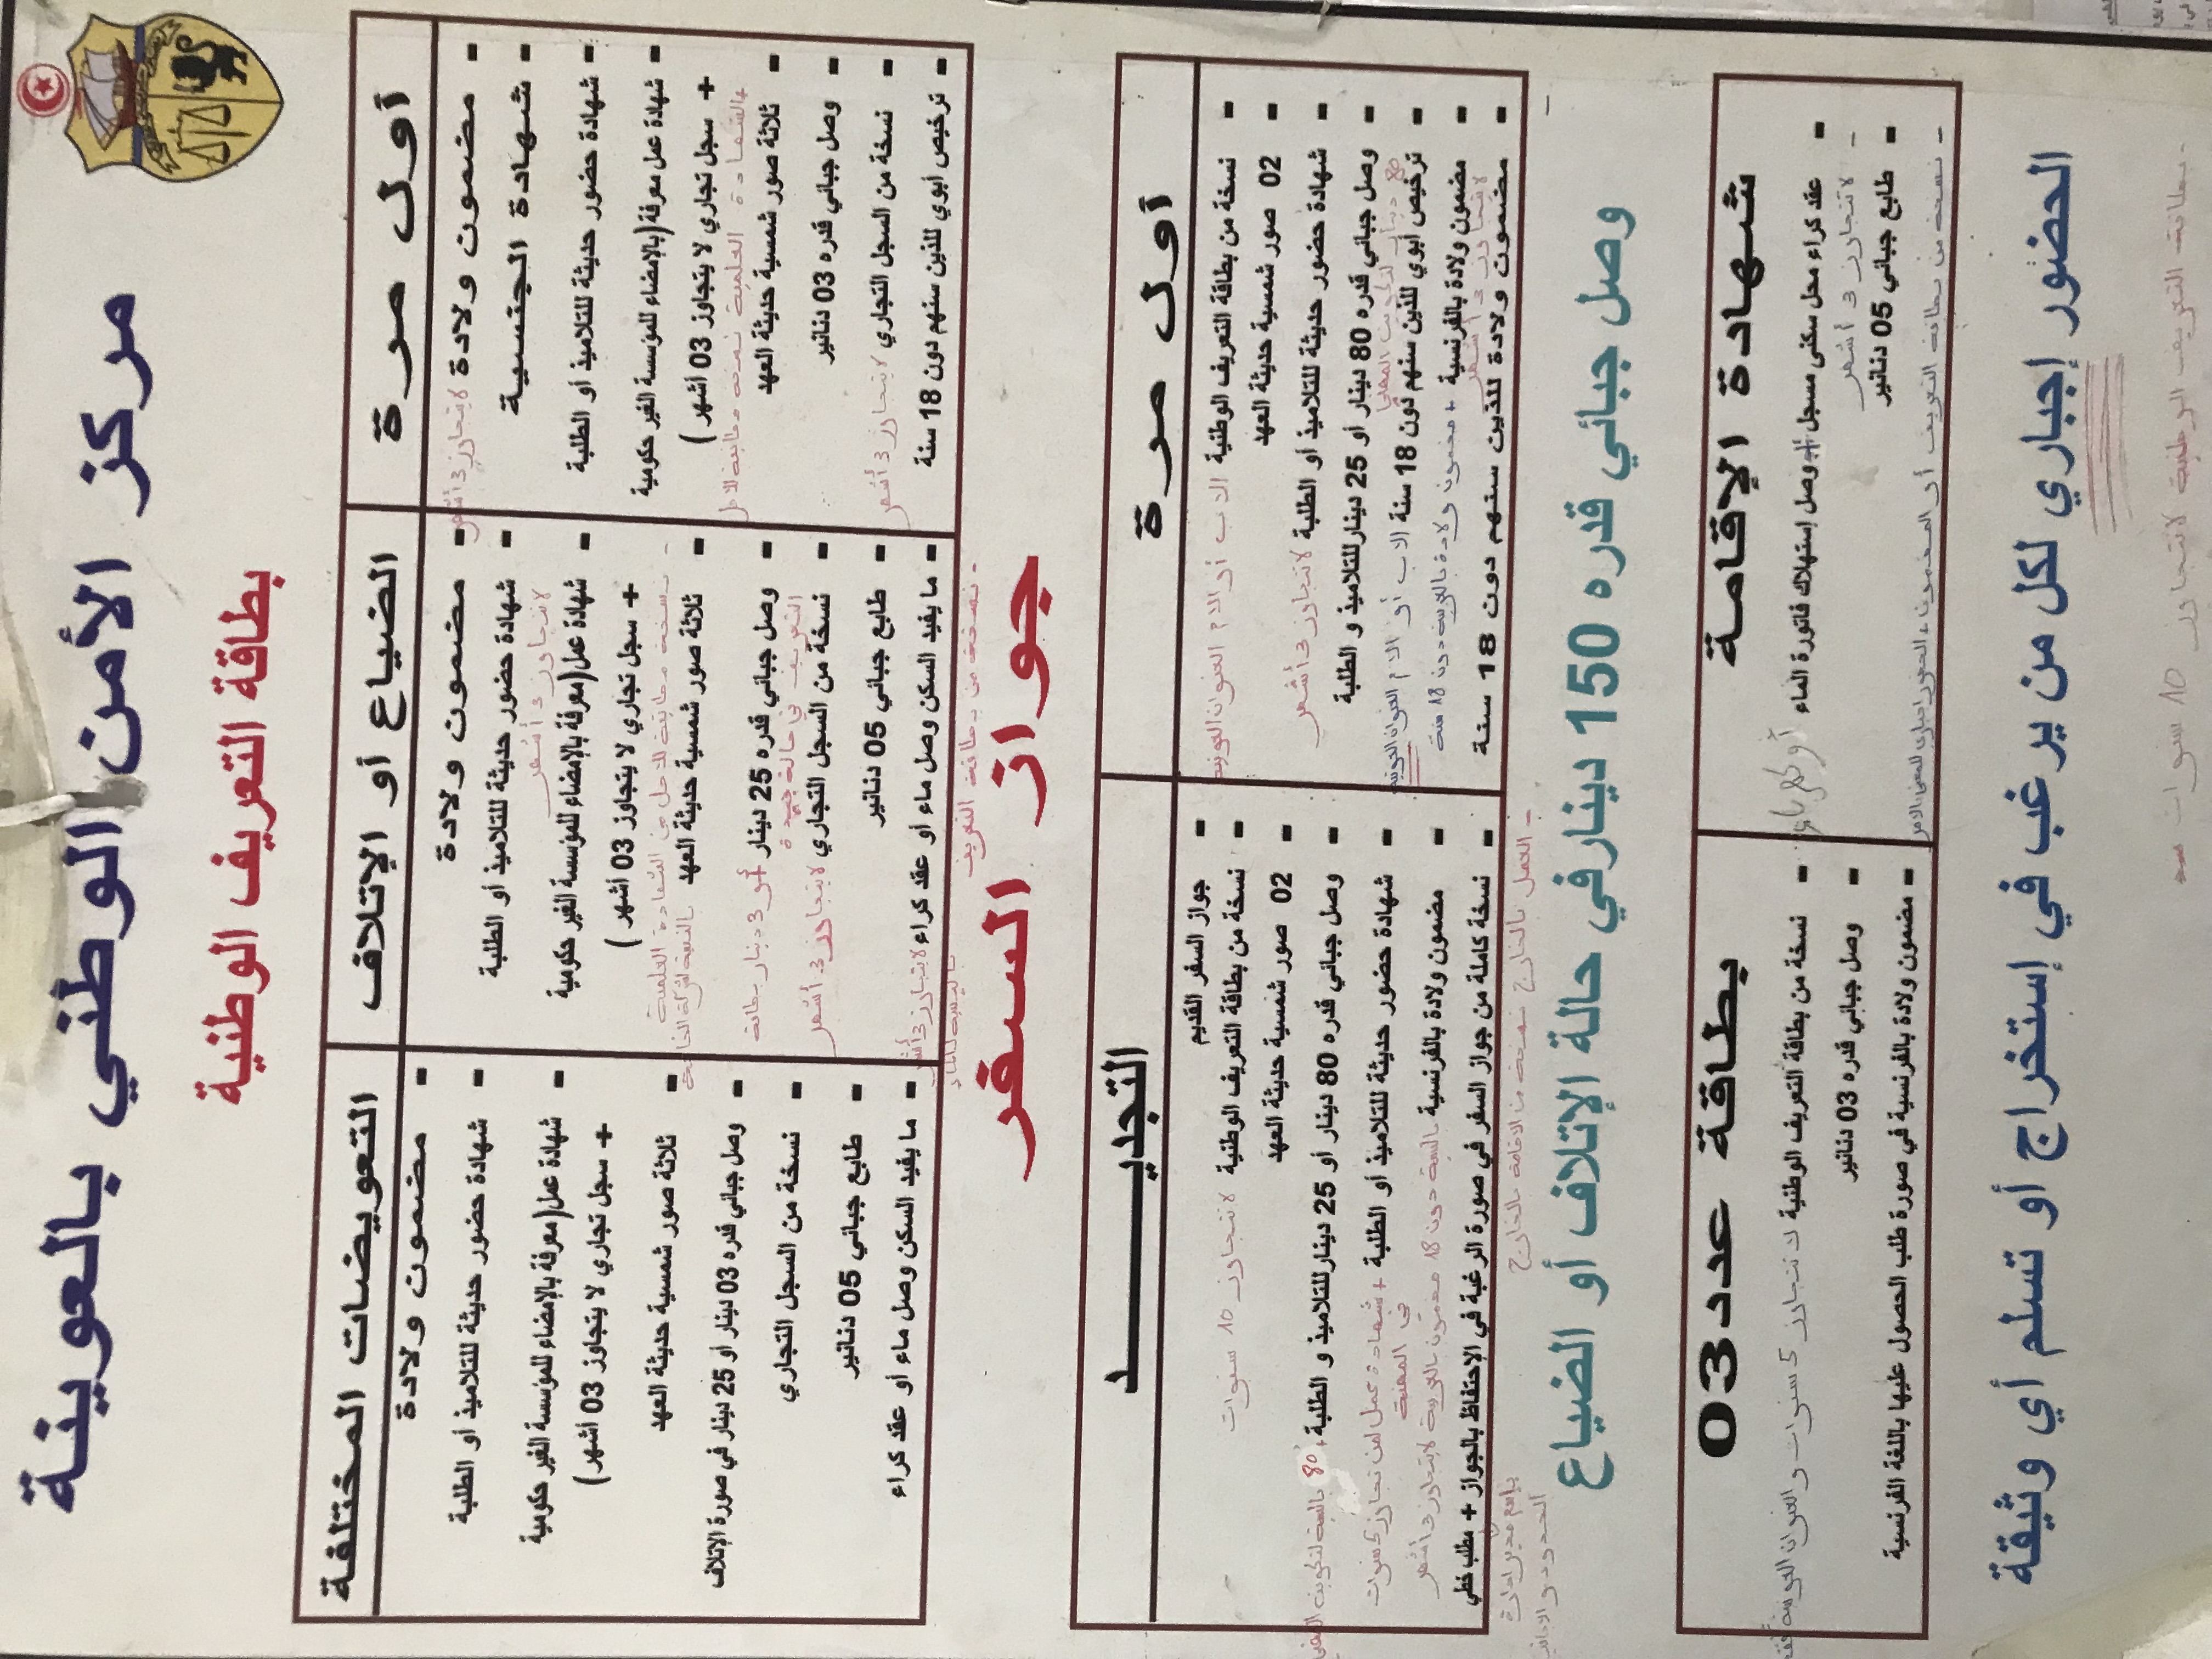 مركز الأمن الوطني بالعوينة
بطاقة التعريف الوطنية
أول مرة
- مضمون ولادة لا يتجاوز 3 أشهر
- شهادة الجنسية
- شهادة حضور حديثة للتلاميذ أو الطلبة
- شهادة عمل معرفة (بالإمضاء للمؤسسة الغير حكومية
+ سجل تجاري لا يتجاوز 03 أشهر )
+ الشهادة العلمية نسخة مطابقة للاصل
- ثلاثة صور شمسية حديثة العهد
- وصل جبائي قدره 03 دنانير
- نسخة من السجل التجاري لا يتجاوز 3 أشهر
- ترخيص أبوي للذين سنهم دون 18 سنة
الضياع أو الإتلاف
- مضمون ولادة
- شهادة حضور حديثة للتلاميذ أو الطلبة
لا تتجاوز 3 أشهر
- شهادة عمل (معرفة بالإمضاء للمؤسسة الغير حكومية
+ سجل تجاري لا يتجاوز 03 أشهر )
- نسخة مطابقة للاصل من الشهادة العلمية
- ثلاثة صور شمسية حديثة العهد بالنسبة لشركة الخاصة
- وصل جبائي قدره 25 دينار أو 3 دينار بطاقة
التعريف في حالة جيدة
- نسخة من السجل التجاري لا يتجاوز 3 أشهر
- طابع جبائي 05 دنانير
- ما يفيد السكن وصل ماء أو عقد كراء لا يتجاوز 3 أشهر
بالنسبة للماء
- نسخة من بطاقة التعريف
التعويضات المختلفة
- مضمون ولادة
- شهادة حضور حديثة للتلاميذ أو الطلبة
- شهادة عمل (معرفة بالإمضاء للمؤسسة الغير حكومية
+ سجل تجاري لا يتجاوز 03 أشهر)
- ثلاثة صور شمسية حديثة العهد
- وصل جبائي قدره 03 دينار أو 25 دينار في صورة الإتلاف
- نسخة من السجل التجاري
- طابع جبائي 05 دنانير
- ما يفيد السكن وصل ماء أو عقد كراء
جواز السفر
أول مرة
- نسخة من بطاقة التعريف الوطنية الاب أو الام العنوان العوينة
- 02 صور شمسية حديثة العهد
- شهادة حضور حديثة للتلاميذ أو الطلبة لا تتجاوز 3 أشهر
- وصل جبائي قدره 80 دينار أو 25 دينارللتلاميذ و الطلبة
80 دينار لتكوين المهني
- ترخيص أبوي للذين سنهم دون 18 سنة الاب أو الام العنوان العوينة
- مضمون ولادة بالفرنسية + مضمون ولادة بالعربية دون 18 سنة
لا يتجاوز 3 أشهر
- مضمون ولادة للذين سنهم دون 18 سنة
التجديـــــد
- جواز السفر القديم
- نسخة من بطاقة التعريف الوطنية لا تتجاوز 10 سنوات
- 02 صور شمسية حديثة العهد
- وصل جبائي قدره 80 دينار أو 25 دينارللتلاميذ و الطلبة، 80 بالنسبة لتكوين المهني
- شهادة حضور حديثة للتلاميذ أو الطلبة + شهادة عمل لمن تجاوز 5 سنوات
في المهنة
- مضمون ولادة بالفرنسية بالنسبة دون 18 مضمون بالعربية لا يتجاوز 3 أشهر
- نسخة كاملة من جواز السفر في صورة الرغبة في الإحتفاظ بالجواز + مطلب خطي
بإسم مدير ادارة
الحدود و الاجانب
- العمل بالخارج نسخة من الاقامة بالخارج
وصل جبائي قدره 150 دينارفي حالة الإتلاف أو الضياع
شهادة الإقامة
- عقد كراء محل سكنى مسجل + وصل إستهلاك فاتورة الماء أو كهرباء
- لا تتجاوز 3 أشهر
- طابع جبائي 05 دنانير
- نسخة من بطاقة التعريف أو المضمون + الحضور اجباري للمعني بالامر
بطاقة عدد03
- نسخة من بطاقة التعريف الوطنية لا تتجاوز 5 سنوات و العنوان العوينة فقط
- وصل جبائي قدره 03 دنانير
- مضمون ولادة بالفرنسية في صورة طلب الحصول عليها باللغة الفرنسية
الحضور إجباري لكل من يرغب في إستخراج أو تسلم أي وثيقة
- بطاقة التعريف الوطنية لا تتجاوز 10 سنوات